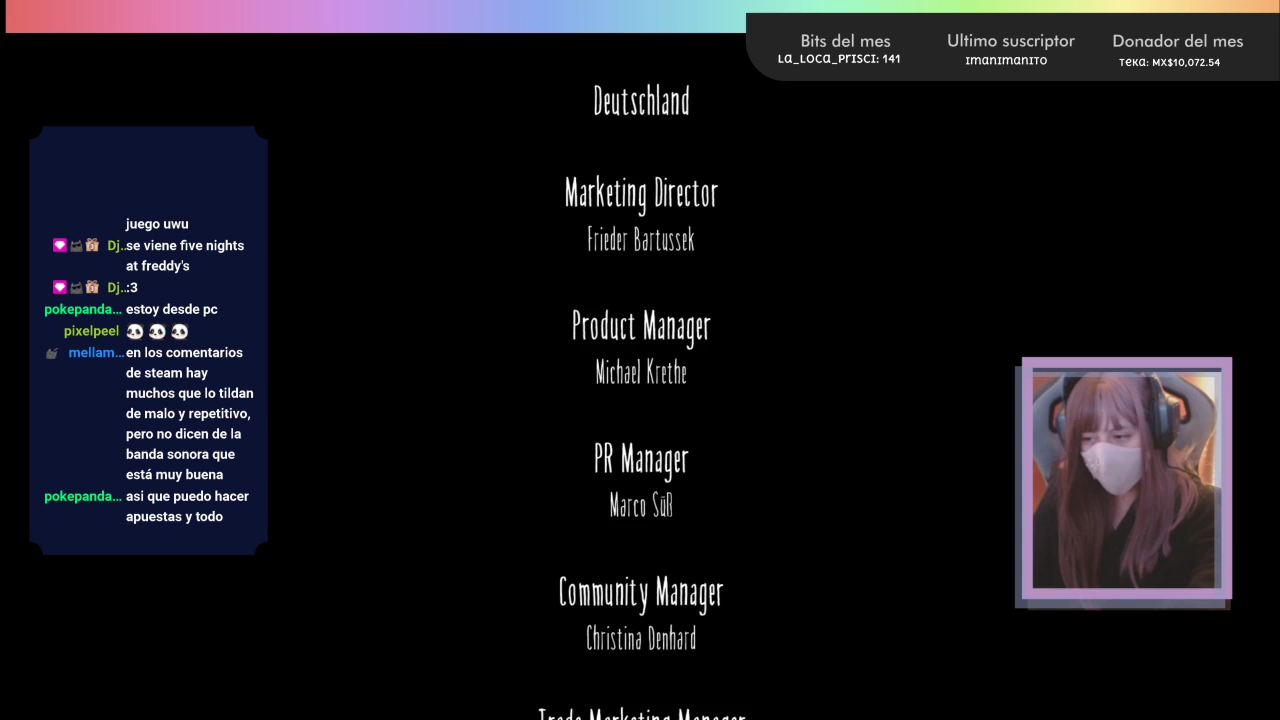 Bits del mes
La_Loca_Prisci: 141
Ultimo suscriptor
imanimanito
Donador del mes
Teka: MX$10,072.54
juego uwu
Dj.. se viene five nights
at freddy's
Dj.. :3
pokepanda... estoy desde pc
pixelpeel
mellam... en los comentarios
de steam hay
muchos que lo tildan
de malo y repetitivo,
pero no dicen de la
banda sonora que
está muy buena
pokepanda... asi que puedo hacer
apuestas y todo
Deutschland
Marketing Director
Frieder Bartussek
Product Manager
Michael Krethe
PR Manager
Marco Süß
Community Manager
Christina Denhard
Trade Marketing Manager